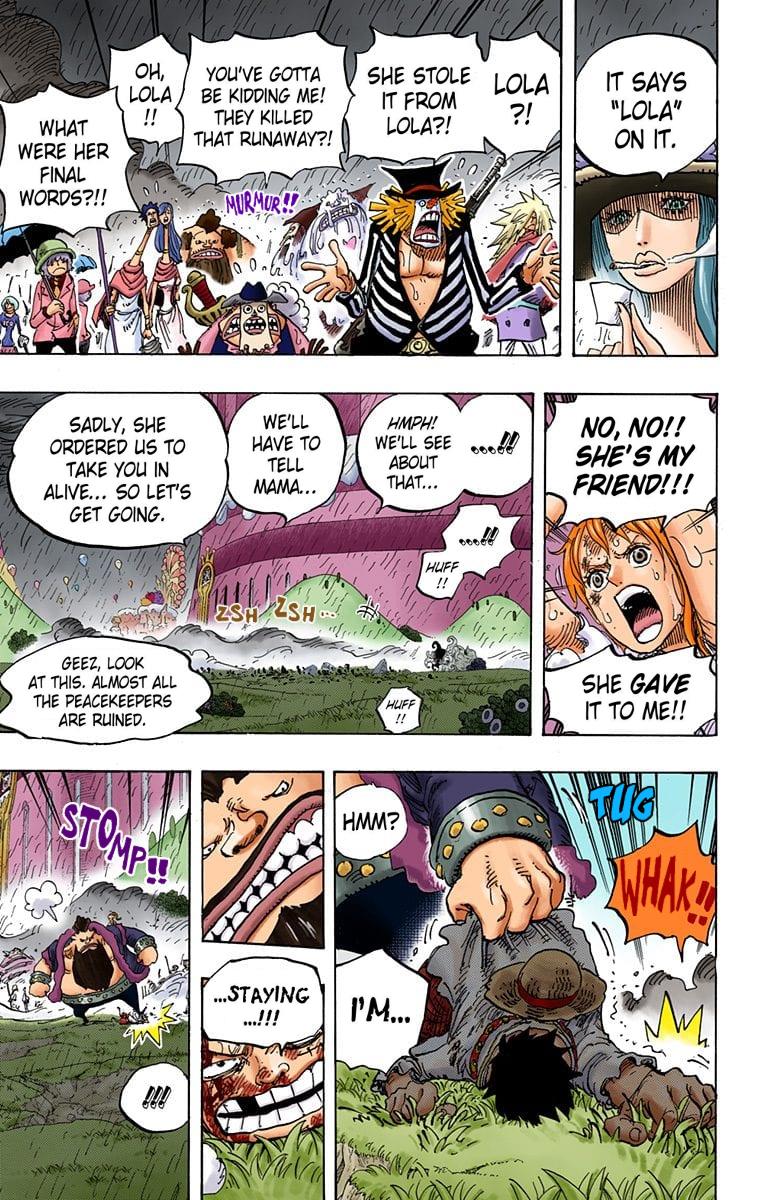 IT SAYS
"LOLA"
ON IT.
LOLA
?!
SHE STOLE
IT FROM
LOLA?!
YOU'VE GOTTA
BE KIDDING ME!
THEY KILLED
THAT RUNAWAY?!
OH,
LOLA
!!
WHAT
WERE HER
FINAL
WORDS?!!
MURMUR!!
NO, NO!!
SHE'S MY
FRIEND!!!
SHE GAVE
IT TO ME!!
....!!
HMPH!
WE'LL SEE
ABOUT
THAT...
WE'LL
HAVE TO
TELL
MAMA...
SADLY, SHE
ORDERED US TO
TAKE YOU IN
ALIVE... SO LET'S
GET GOING.
...!!
HUFF
!!
ZSH ZSH...
GEEZ, LOOK
AT THIS. ALMOST ALL
THE PEACEKEEPERS
ARE RUINED.
HUFF
!!
TUG
WHAK!!
HMM?
I'M...
...STAYING
...!!!
STOMP!!
!!!